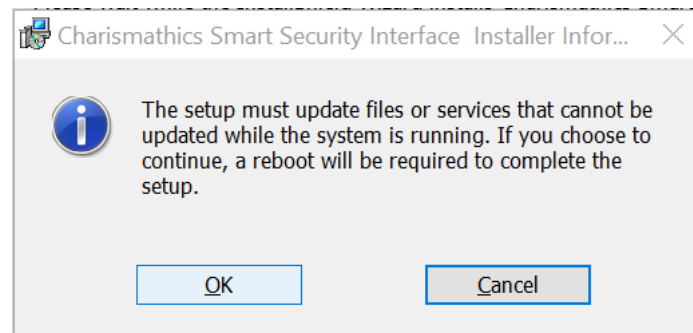 Charismathics Smart Security Interface  Installer Infor...
The setup must update files or services that cannot be
updated while the system is running. If you choose to
continue, a reboot will be required to complete the
setup.
OK
Cancel